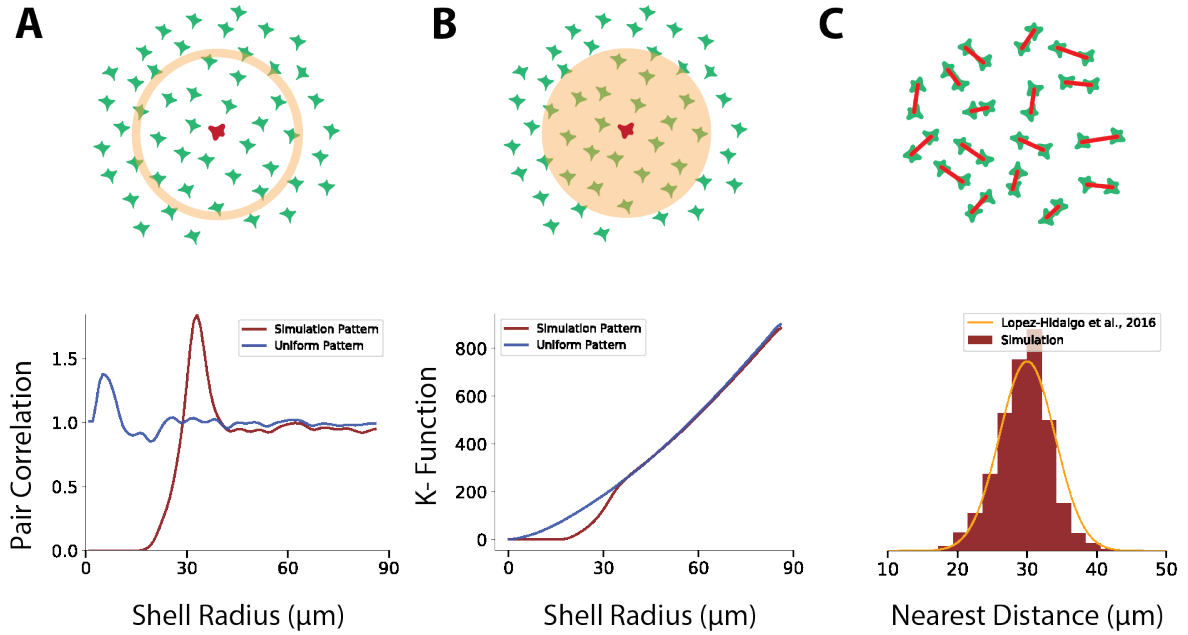 A
B
C
Simulation Pattern
Uniform Pattern
1.5
1.0
0.5
0.0
Pair Correlation
0
30
60
90
Shell Radius (μm)
Simulation Pattern
Uniform Pattern
800
600
400
200
0
K- Function
0
30
60
90
Shell Radius (μm)
Lopez-Hidalgo et al., 2016
Simulation
10
20
30
40
50
Nearest Distance (μm)